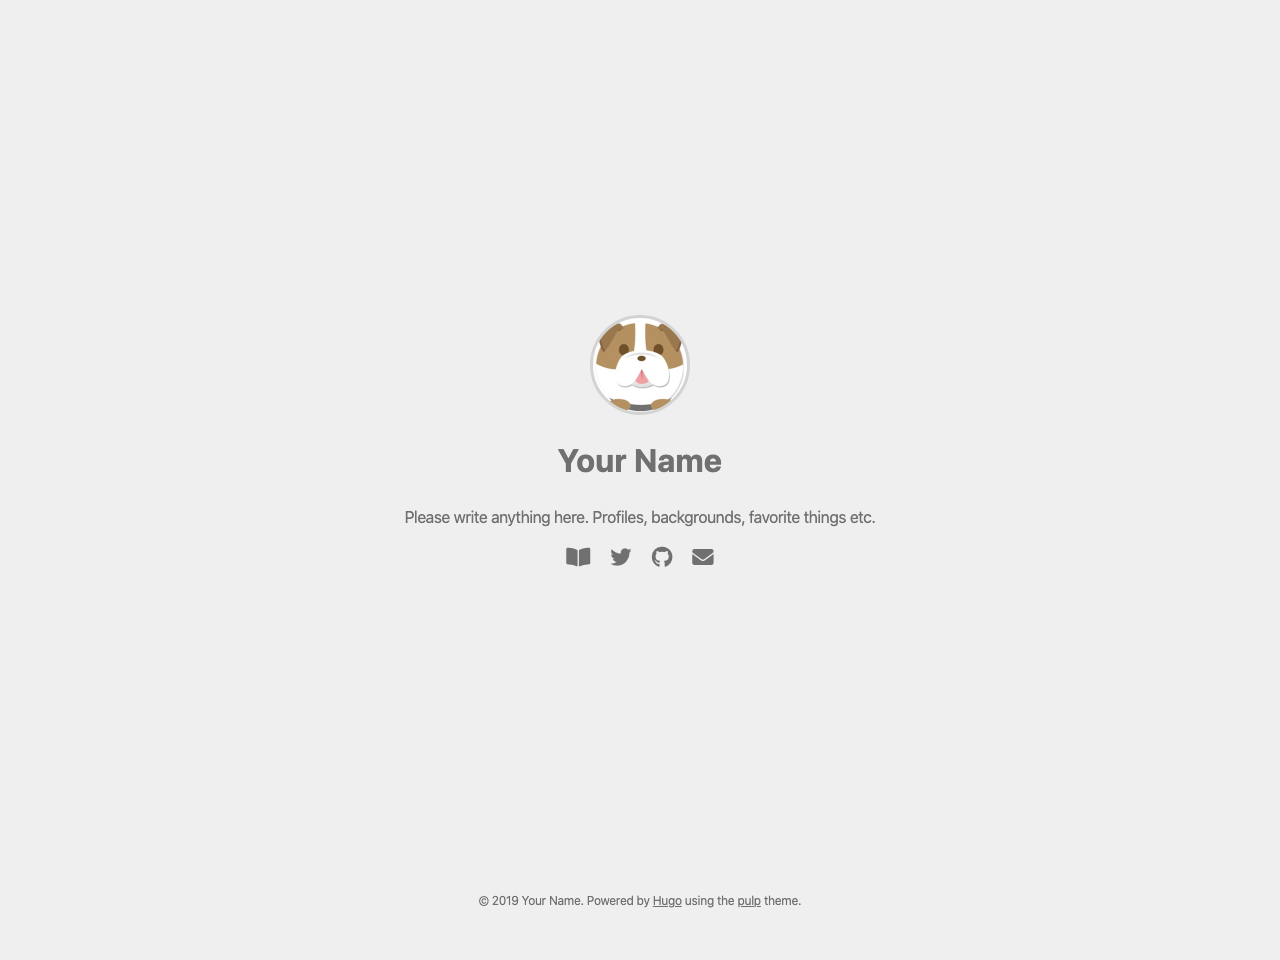 Your Name
Please write anything here. Profiles, backgrounds, favorite things etc.
© 2019 Your Name. Powered by Hugo using the pulp theme.